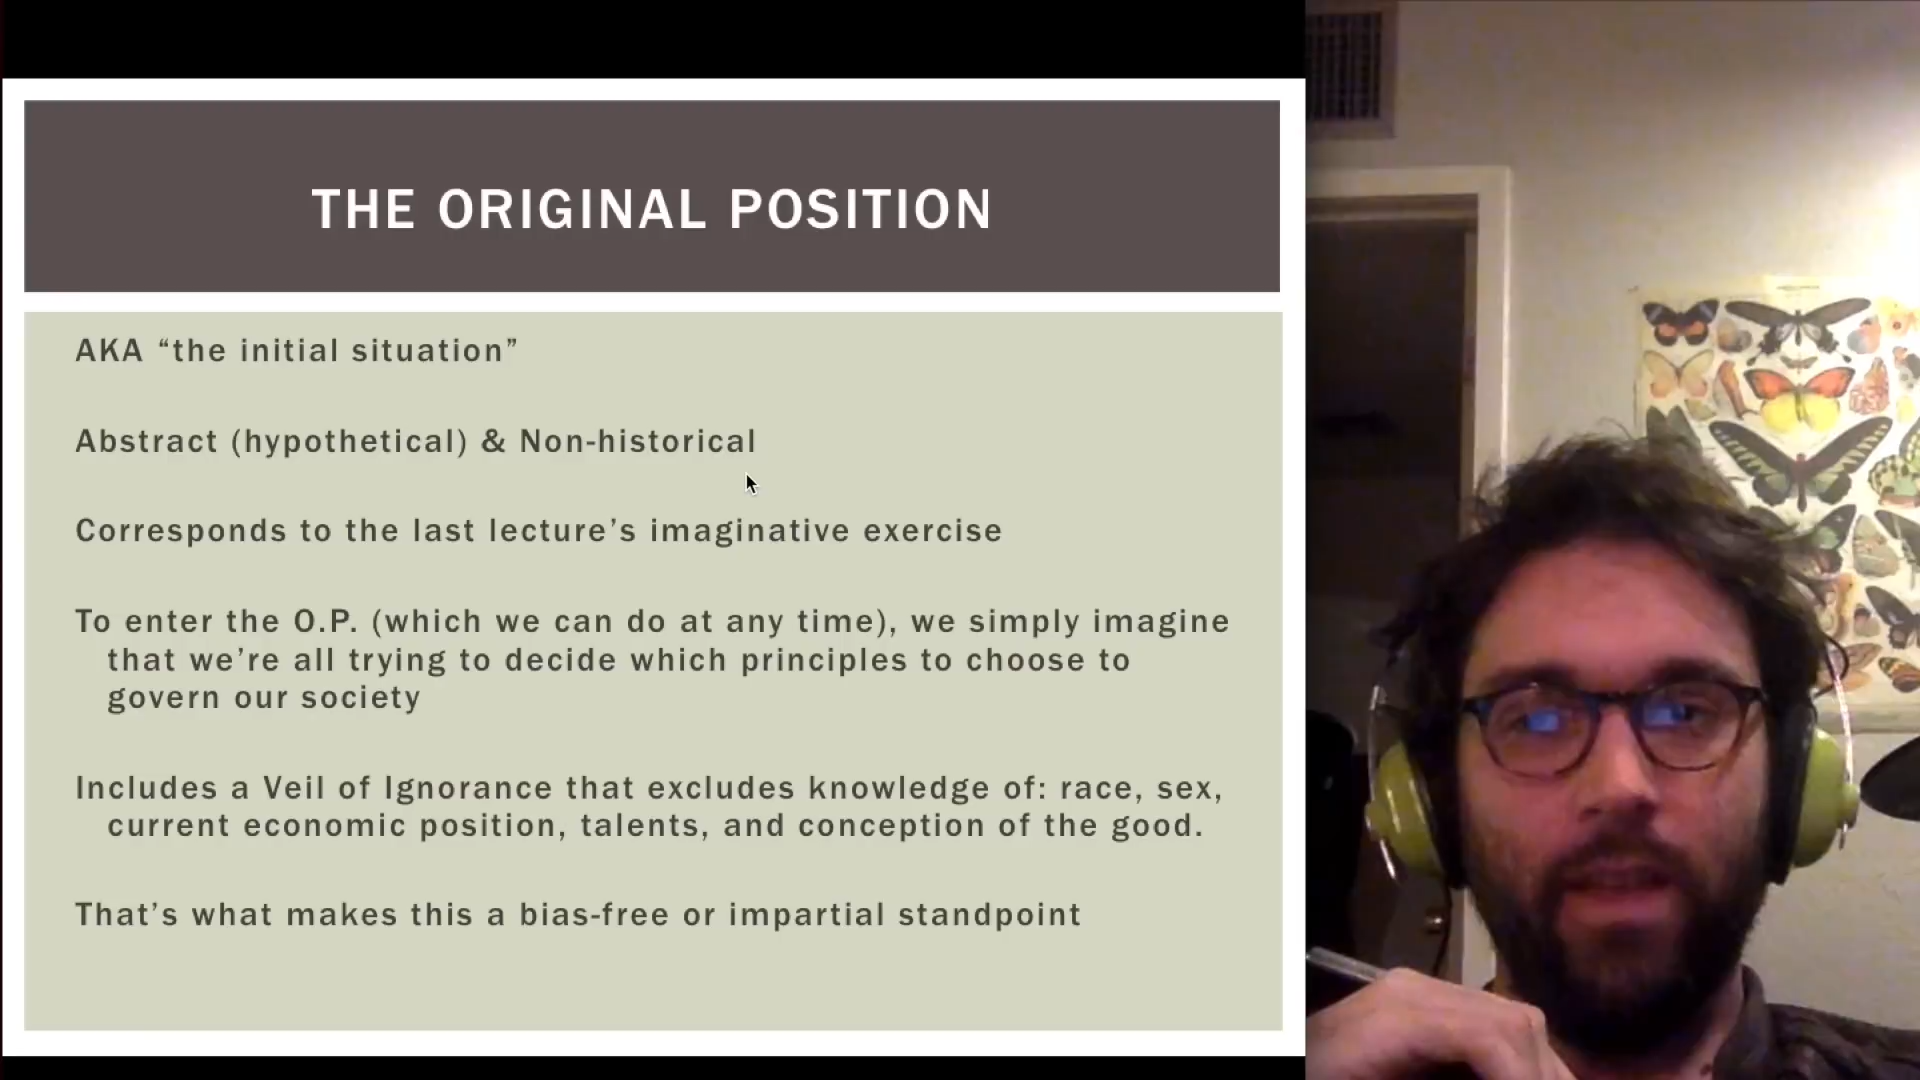 THE ORIGINAL POSITION
AKA “the initial situation”
Abstract (hypothetical) & Non-historical
Corresponds to the last lecture’s imaginative exercise
To enter the O.P. (which we can do at any time), we simply imagine
that we’re all trying to decide which principles to choose to
govern our society
Includes a Veil of Ignorance that excludes knowledge of: race, sex,
current economic position, talents, and conception of the good.
That’s what makes this a bias-free or impartial standpoint